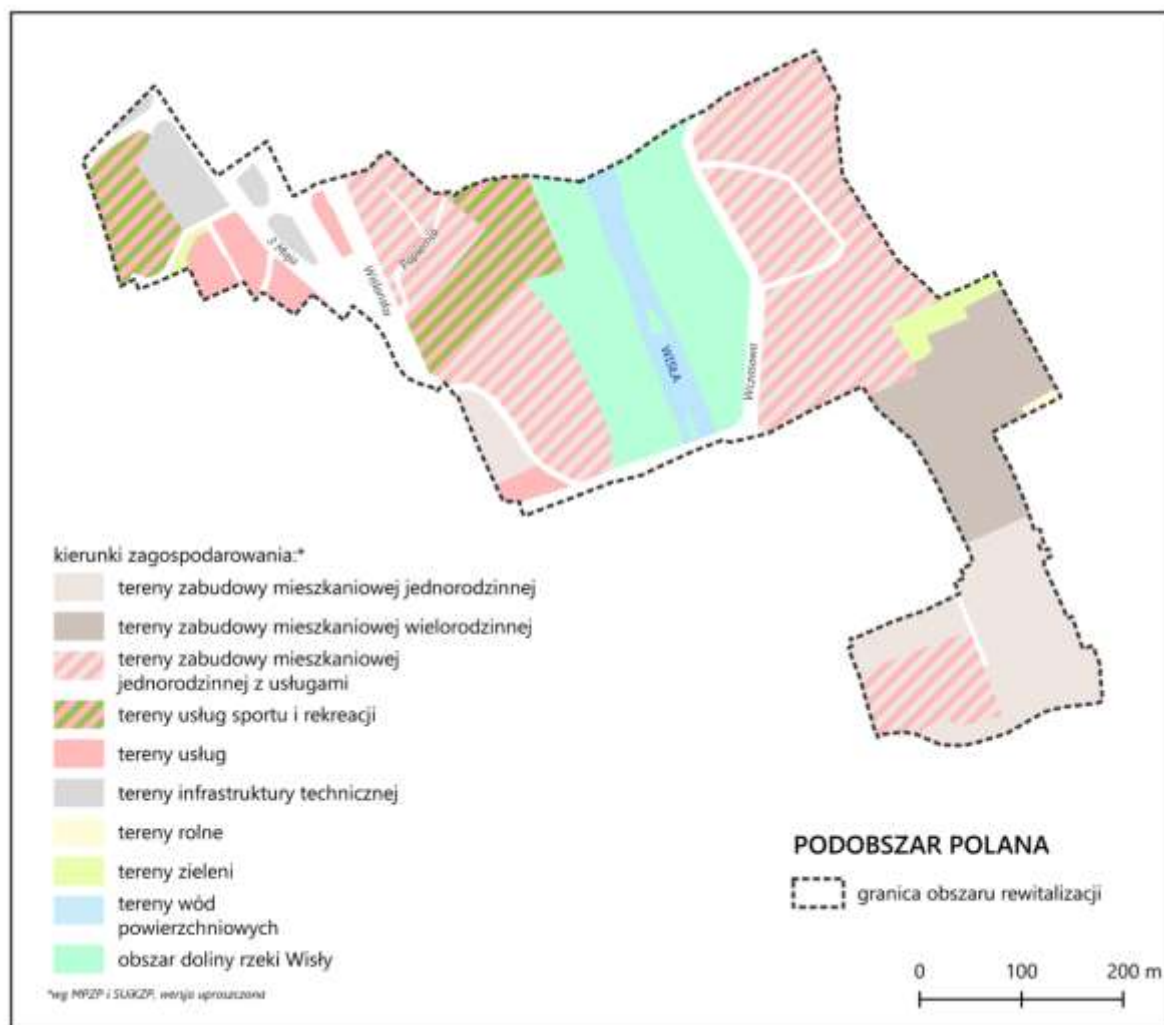 3 Maja
Wiślańska
Papiernia
WISŁA
Wczasowa
kierunki zagospodarowania:*
tereny zabudowy mieszkaniowej jednorodzinnej
tereny zabudowy mieszkaniowej wielorodzinnej
tereny zabudowy mieszkaniowej
jednorodzinnej z usługami
tereny usług sportu i rekreacji
tereny usług
tereny infrastruktury technicznej
tereny rolne
tereny zieleni
tereny wód
powierzchniowych
obszar doliny rzeki Wisły
*wg MPZP i SUiKZP, wersja uproszczona
PODOBSZAR POLANA
granica obszaru rewitalizacji
0 100 200 m